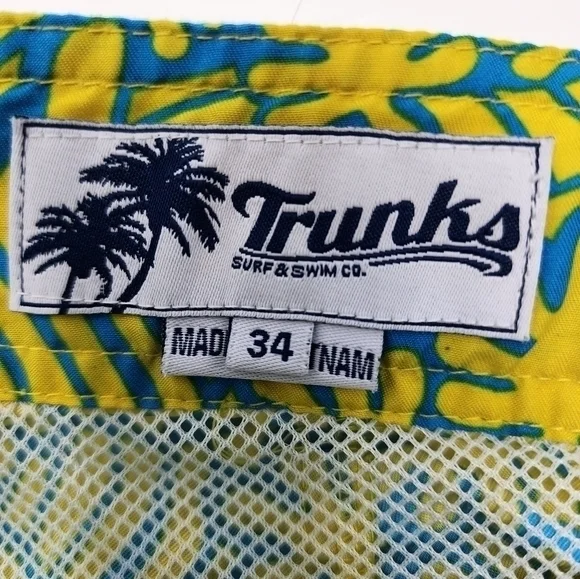 Trunks
SURF & SWIM CO.
MAD 34 TNAM